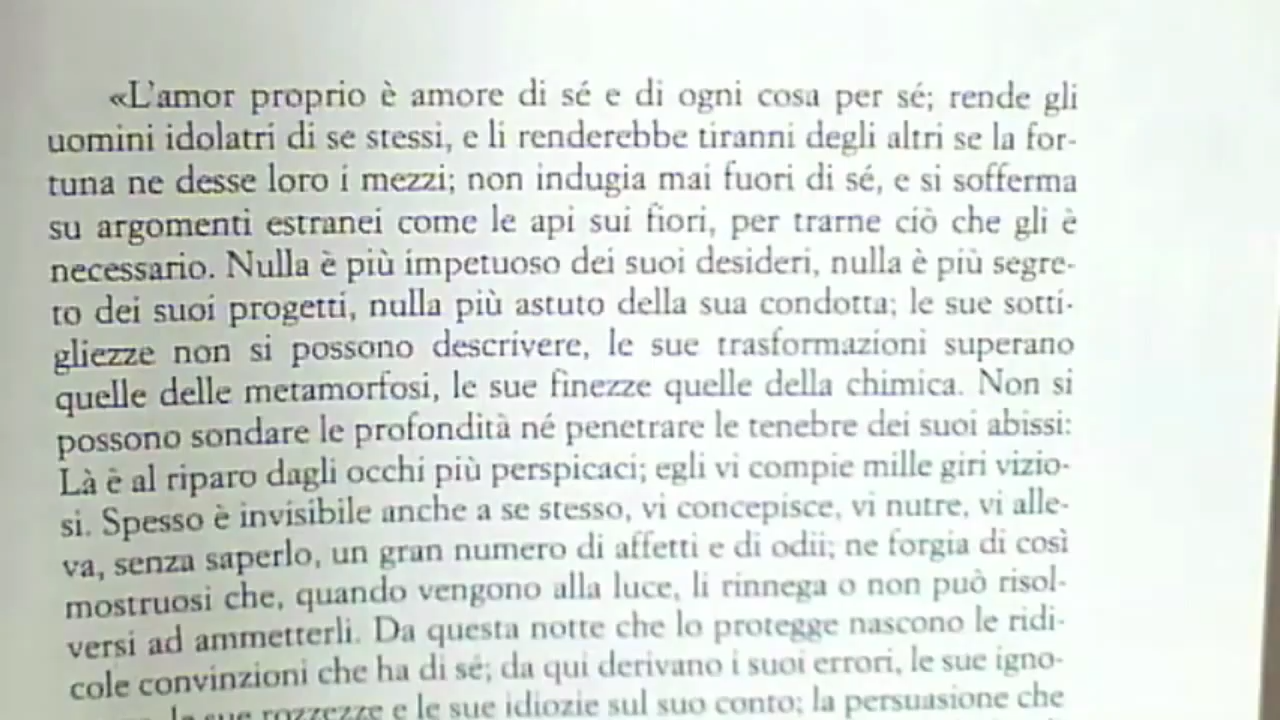 «L'amor proprio è amore di sé e di ogni cosa per sé; rende gli
uomini idolatri di se stessi, e li renderebbe tiranni degli altri se la for-
tuna ne desse loro i mezzi; non indugia mai fuori di sé, e si sofferma
su argomenti estranei come le api sui fiori, per trarne ciò che gli è
necessario. Nulla è più impetuoso dei suoi desideri, nulla è più segre-
to dei suoi progetti, nulla più astuto della sua condotta; le sue sotti-
gliezze non si possono descrivere, le sue trasformazioni superano
quelle delle metamorfosi, le sue finezze quelle della chimica. Non si
possono sondare le profondità né penetrare le tenebre dei suoi abissi:
Là è al riparo dagli occhi più perspicaci; egli vi compie mille giri vizio-
si. Spesso è invisibile anche a se stesso, vi concepisce, vi nutre, vi alle-
va, senza saperlo, un gran numero di affetti e di odii; ne forgia di così
mostruosi che, quando vengono alla luce, li rinnega o non può risol-
versi ad ammetterli. Da questa notte che lo protegge nascono le ridi-
cole convinzioni che ha di sé; da qui derivano i suoi errori, le sue igno-
le sue rozzezze e le sue idiozie sul suo conto; la persuasione che